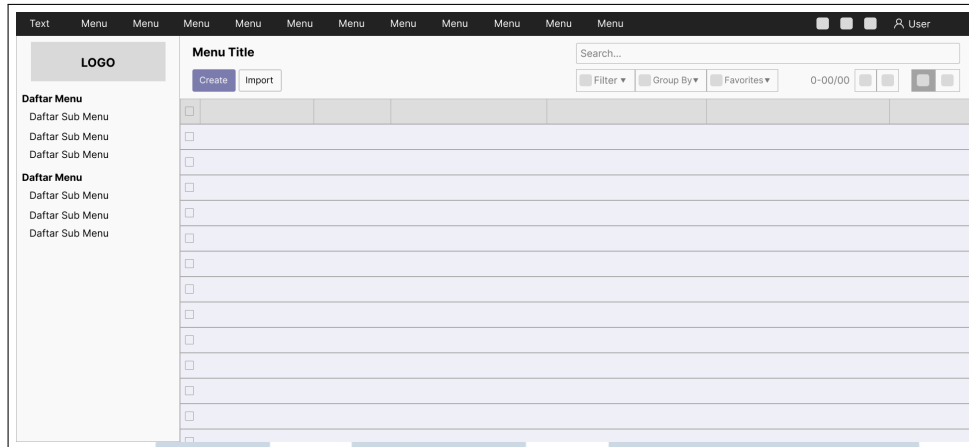 Text Menu Menu Menu Menu Menu Menu Menu Menu Menu Menu Menu User
LOGO
Daftar Menu
Daftar Sub Menu
Daftar Sub Menu
Daftar Sub Menu
Daftar Menu
Daftar Sub Menu
Daftar Sub Menu
Daftar Sub Menu
Menu Title
Search...
Create Import
Filter ▼ Group By▼ Favorites▼ 0-00/00